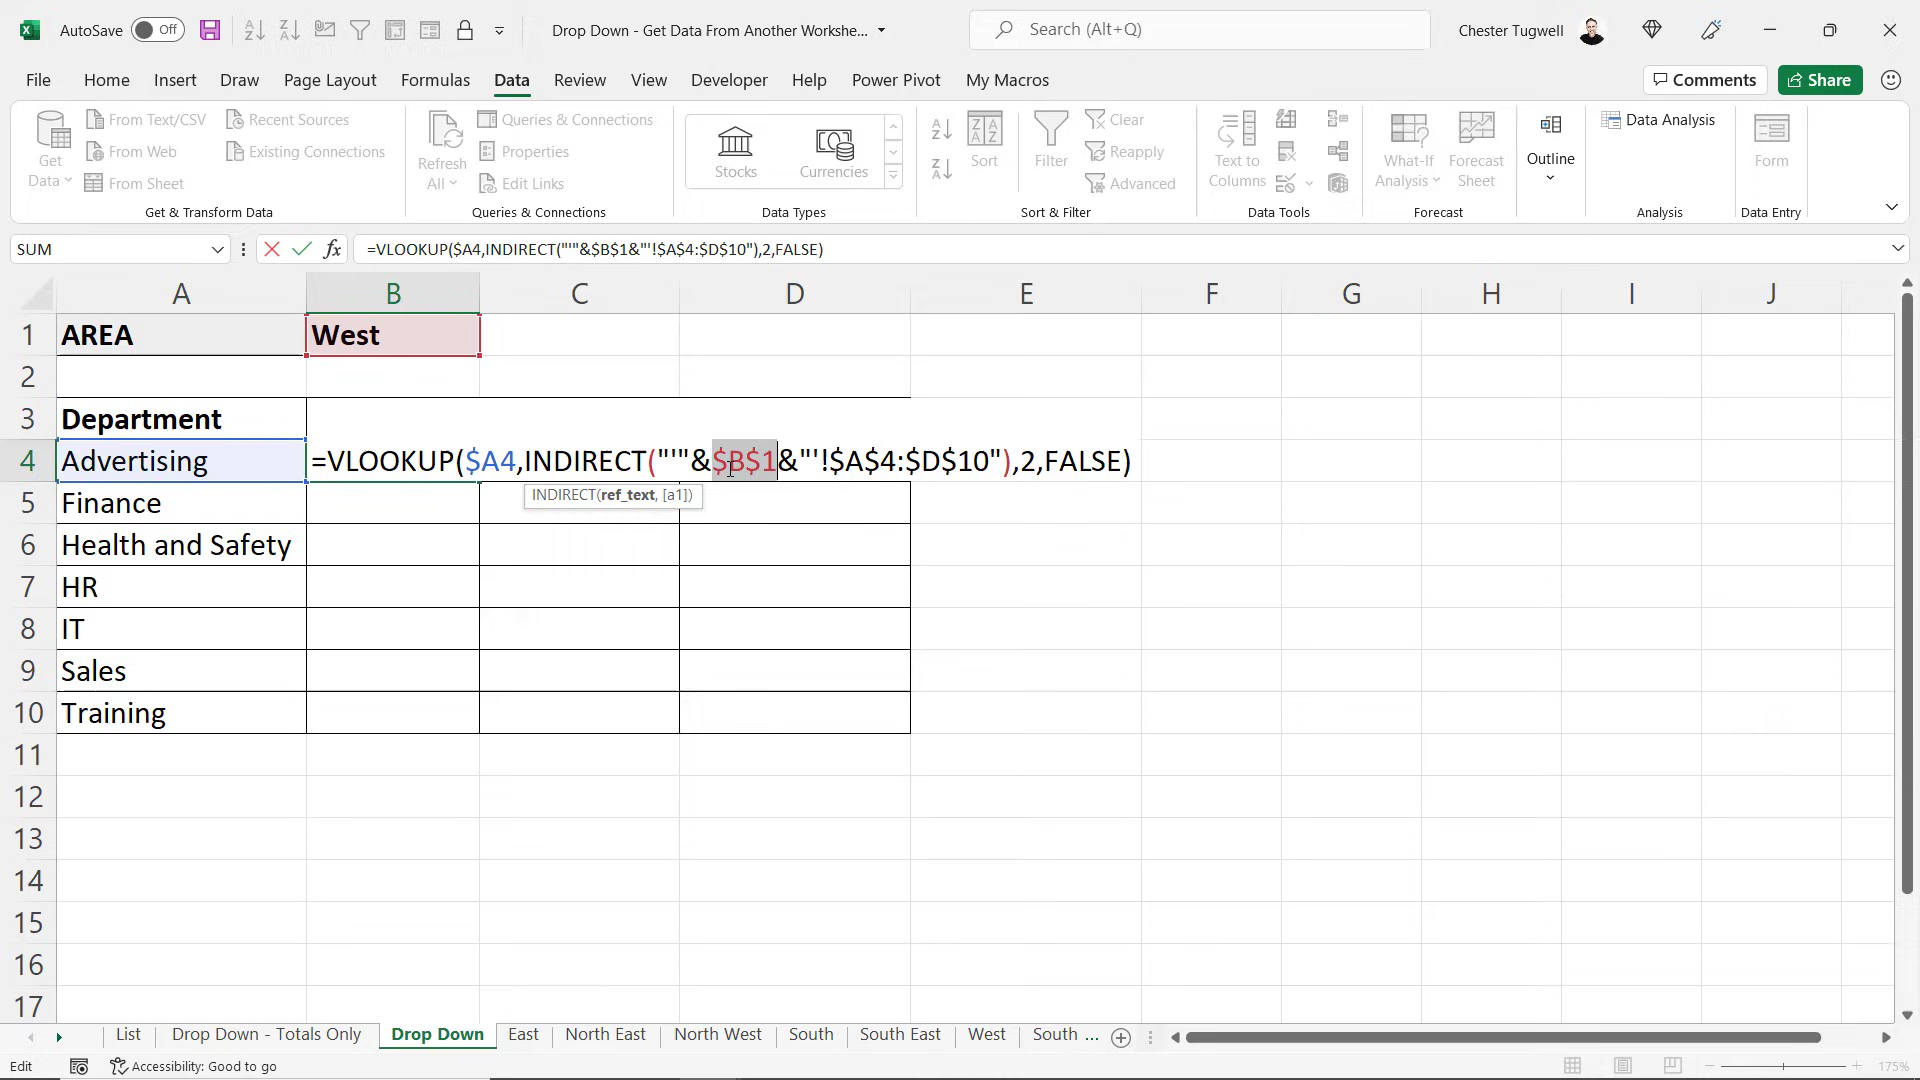 AutoSave Off Drop Down - Get Data From Another Workshe... Search (Alt+Q) Chester Tugwell
File Home Insert Draw Page Layout Formulas Data Review View Developer Help Power Pivot My Macros Comments Share
Get Data
From Text/CSV
From Web
From Sheet
Recent Sources
Existing Connections
Get & Transform Data
Refresh All
Queries & Connections
Properties
Edit Links
Queries & Connections
Stocks
Currencies
Data Types
Sort
Filter
Clear
Reapply
Advanced
Sort & Filter
Text to Columns
Data Tools
What-If Analysis
Forecast Sheet
Forecast
Outline
Data Analysis
Analysis
Form
Data Entry
SUM fx =VLOOKUP($A4,INDIRECT("'"&$B$1&"'!$A$4:$D$10"),2,FALSE)
A B C D E F G H I J
1 AREA West
2
3 Department
4 Advertising =VLOOKUP($A4,INDIRECT("'"&$B$1&"'!$A$4:$D$10"),2,FALSE)
INDIRECT(ref_text, [a1])
5 Finance
6 Health and Safety
7 HR
8 IT
9 Sales
10 Training
11
12
13
14
15
16
17
List Drop Down - Totals Only Drop Down East North East North West South South East West South ...
Edit Accessibility: Good to go 175%